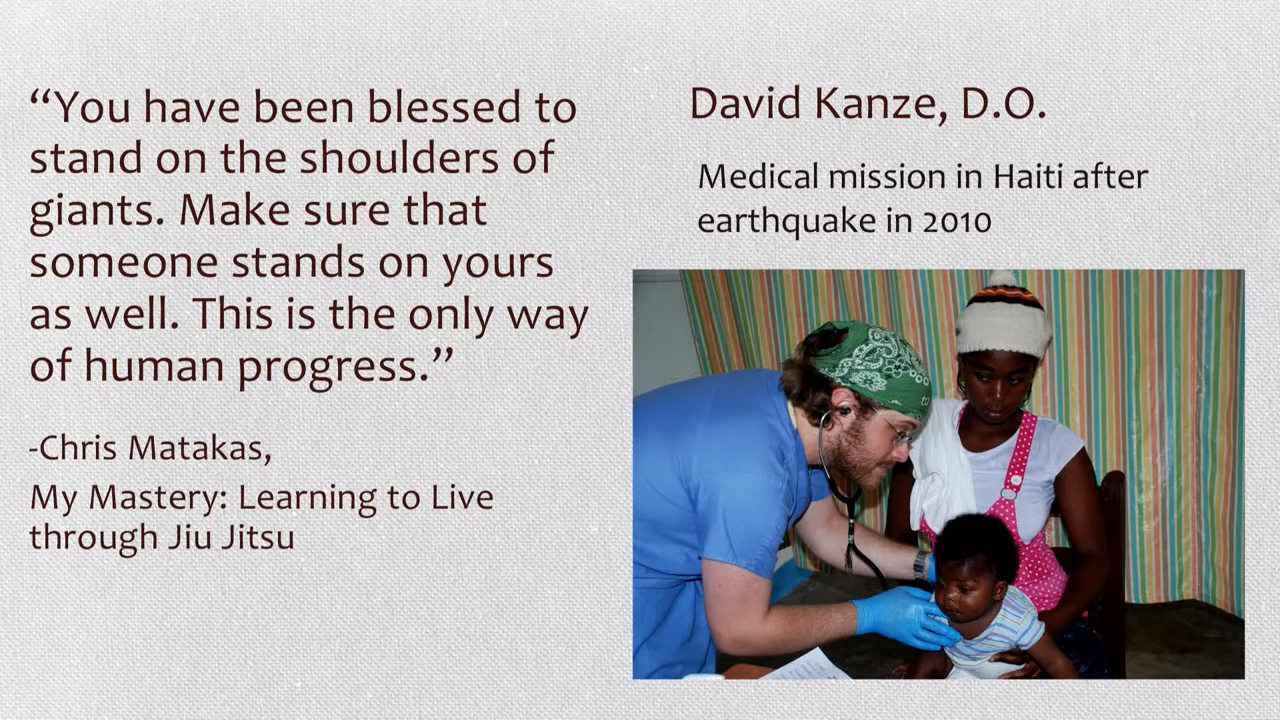 “You have been blessed to
stand on the shoulders of
giants. Make sure that
someone stands on yours
as well. This is the only way
of human progress.”
-Chris Matakas,
My Mastery: Learning to Live
through Jiu Jitsu
David Kanze, D.O.
Medical mission in Haiti after
earthquake in 2010